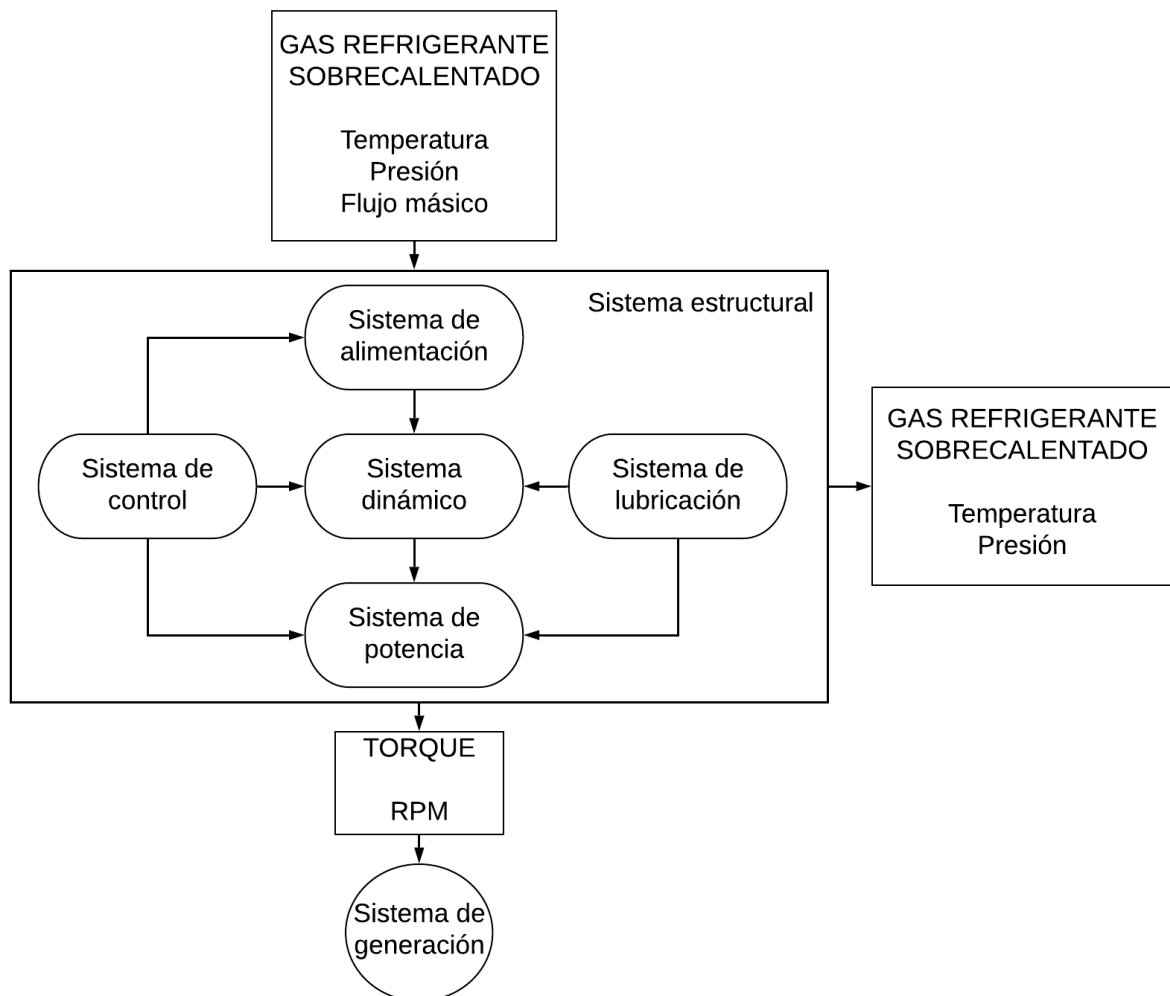 GAS REFRIGERANTE
SOBRECALENTADO
Temperatura
Presión
Flujo másico
Sistema estructural
Sistema de
alimentación
Sistema de
control
Sistema
dinámico
Sistema de
lubricación
GAS REFRIGERANTE
SOBRECALENTADO
Temperatura
Presión
Sistema de
potencia
TORQUE
RPM
Sistema de
generación